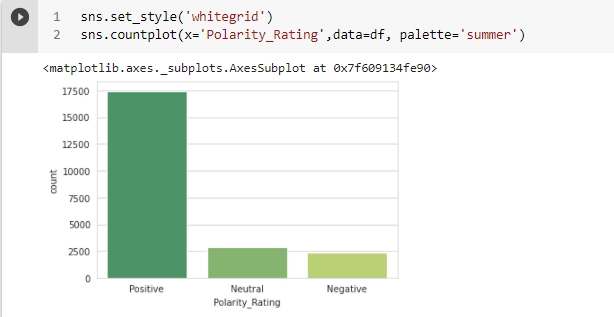 1 sns.set_style('whitegrid')
2 sns.countplot(x='Polarity_Rating',data=df, palette='summer')
<matplotlib.axes._subplots.AxesSubplot at 0x7f609134fe90>
17500
15000
12500
10000
7500
5000
2500
0
count
Positive Neutral Negative
Polarity_Rating